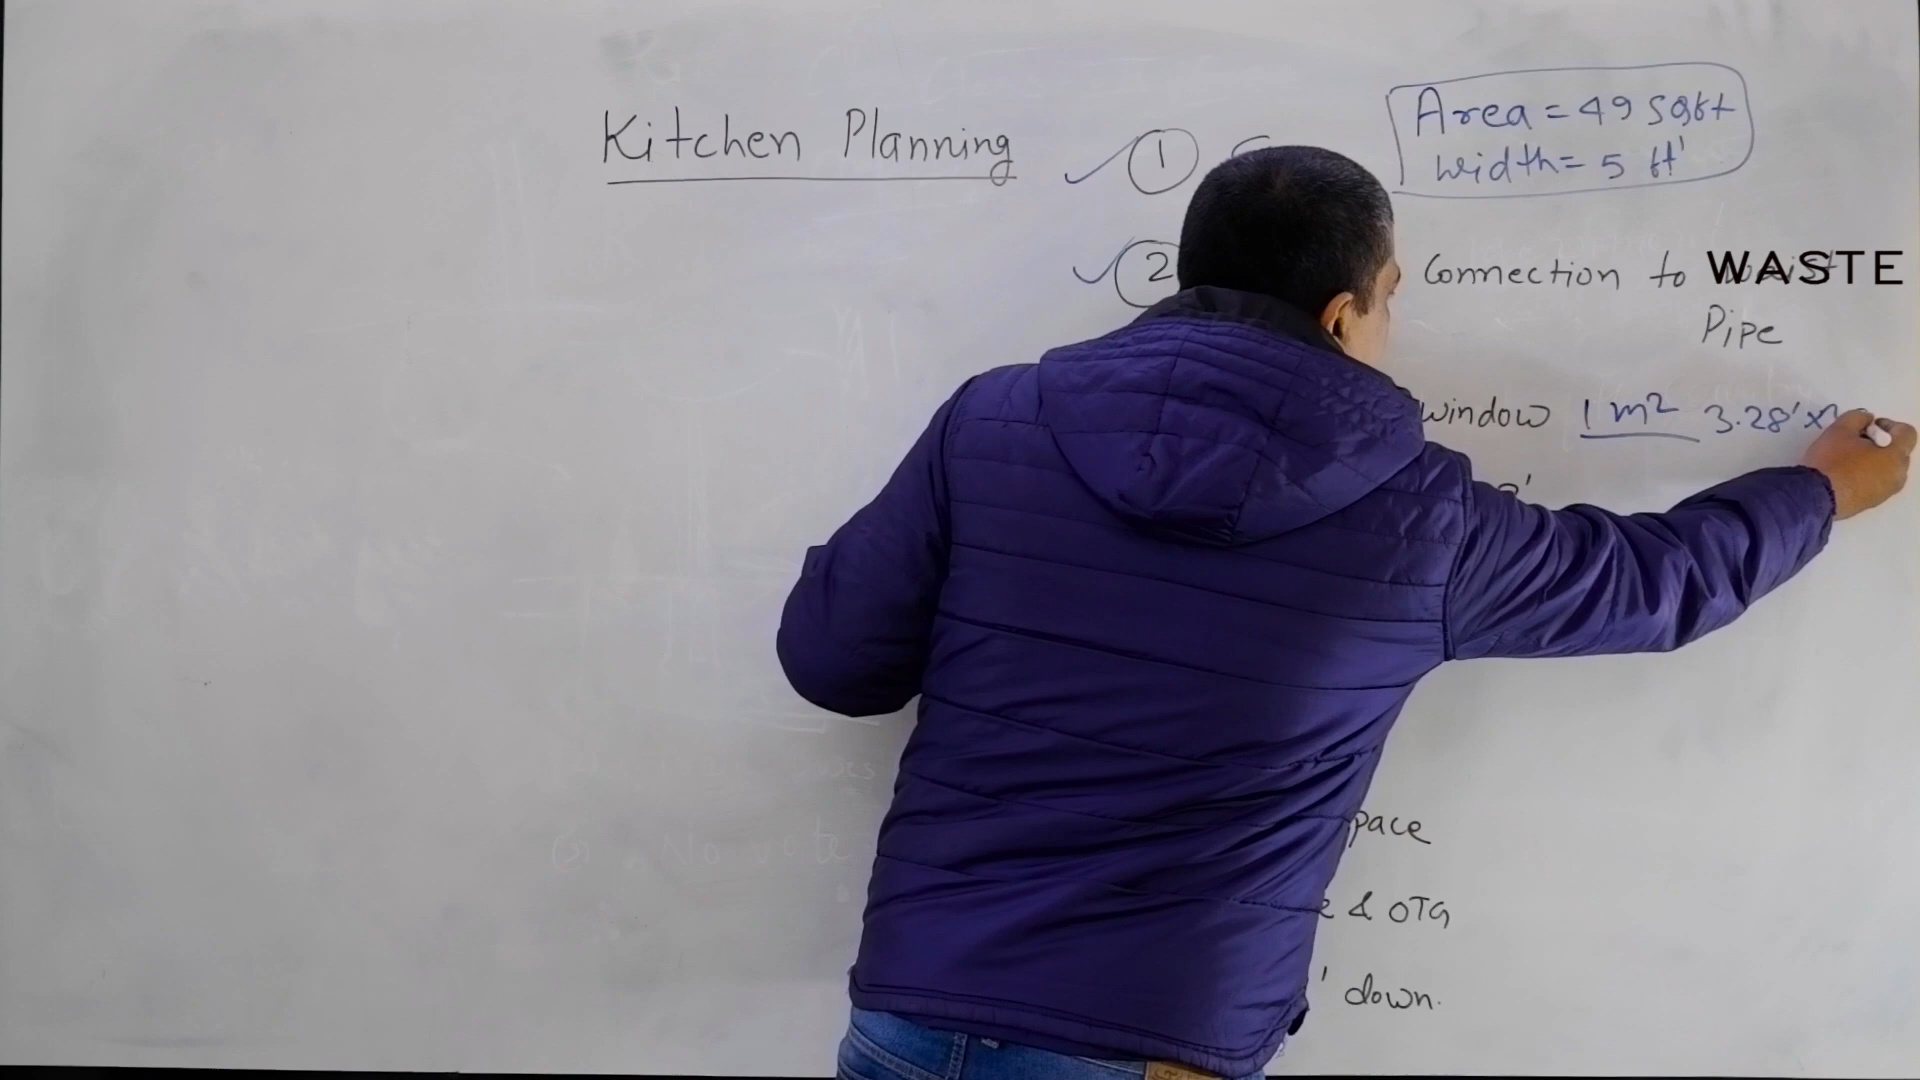 Kitchen Planning
1
Area = 49 sqft
width = 5 ft'
2
Connection to WASTE
Pipe
window 1 m² 3.28'x
pace
& OTG
' down.